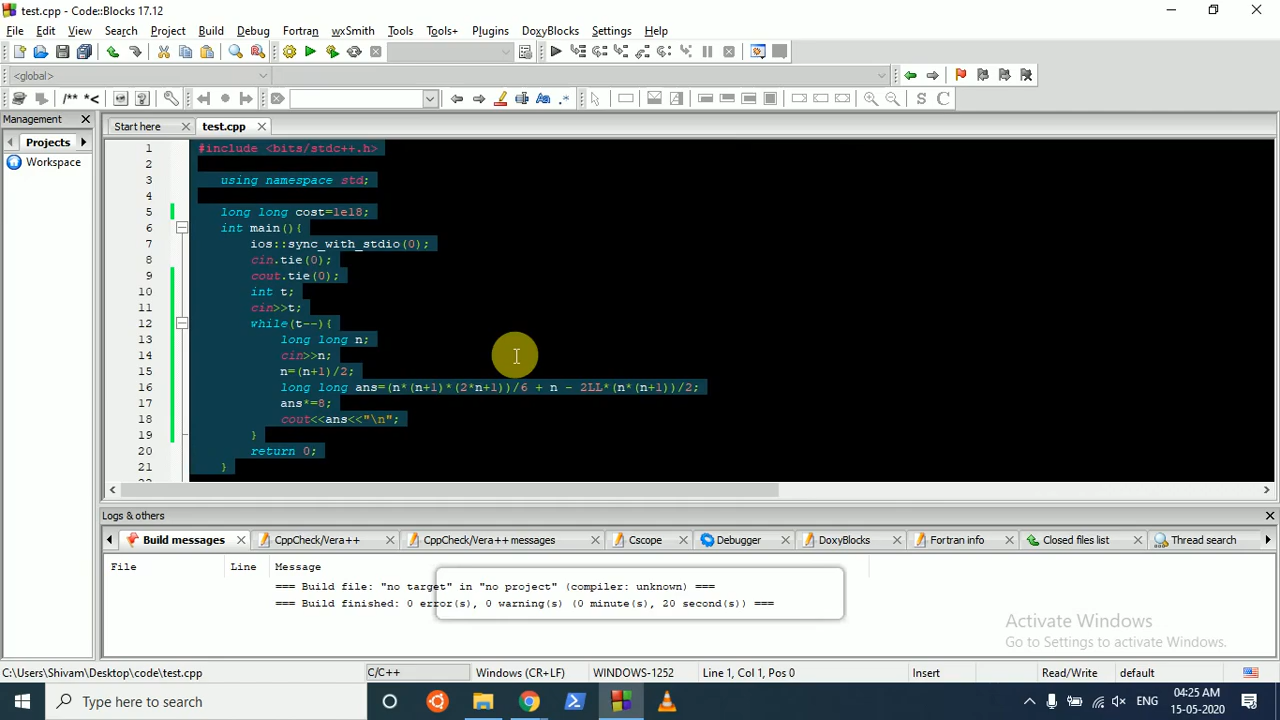 test.cpp - Code::Blocks 17.12
File Edit View Search Project Build Debug Fortran wxSmith Tools Tools+ Plugins DoxyBlocks Settings Help
<global>
/** *<
S C
Management
Start here test.cpp
Projects
Workspace
1 #include <bits/stdc++.h>
2
3 using namespace std;
4
5 long long cost=1e18;
6 int main(){
7 ios::sync_with_stdio(0);
8 cin.tie(0);
9 cout.tie(0);
10 int t;
11 cin>>t;
12 while(t--){
13 long long n;
14 cin>>n;
15 n=(n+1)/2;
16 long long ans=(n*(n+1)*(2*n+1))/6 + n - 2LL*(n*(n+1))/2;
17 ans*=8;
18 cout<<ans<<"\n";
19 }
20 return 0;
21 }
Logs & others
Build messages CppCheck/Vera++ CppCheck/Vera++ messages Cscope Debugger DoxyBlocks Fortran info Closed files list Thread search
File Line Message
=== Build file: "no target" in "no project" (compiler: unknown) ===
=== Build finished: 0 error(s), 0 warning(s) (0 minute(s), 20 second(s)) ===
Activate Windows
Go to Settings to activate Windows.
C:\Users\Shivam\Desktop\code\test.cpp C/C++ Windows (CR+LF) WINDOWS-1252 Line 1, Col 1, Pos 0 Insert Read/Write default
Type here to search
ENG
04:25 AM
15-05-2020